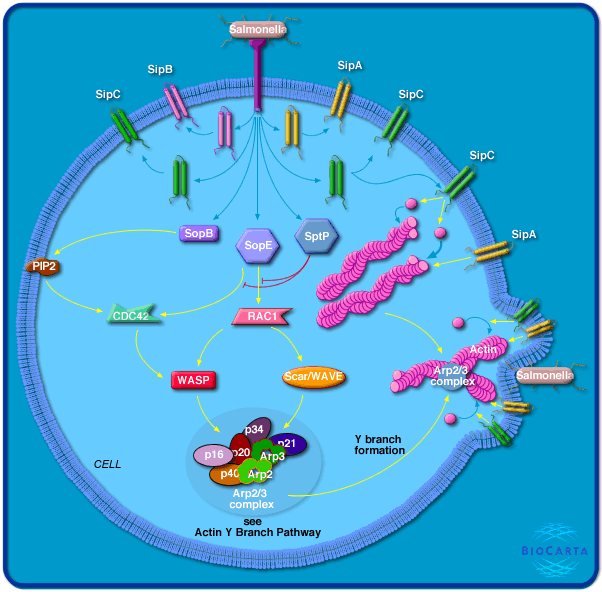 Salmonella
SipB
SipA
SipC
SipC
SipC
SipA
SopB
SopE
SptP
PIP2
CDC42
RAC1
WASP
Scar/WAVE
Actin
Arp2/3
complex
Salmonella
p34
p16
p20
p21
Arp3
p40
Arp2
Arp2/3
complex
Y branch
formation
CELL
see
Actin Y Branch Pathway
BIOCARTA